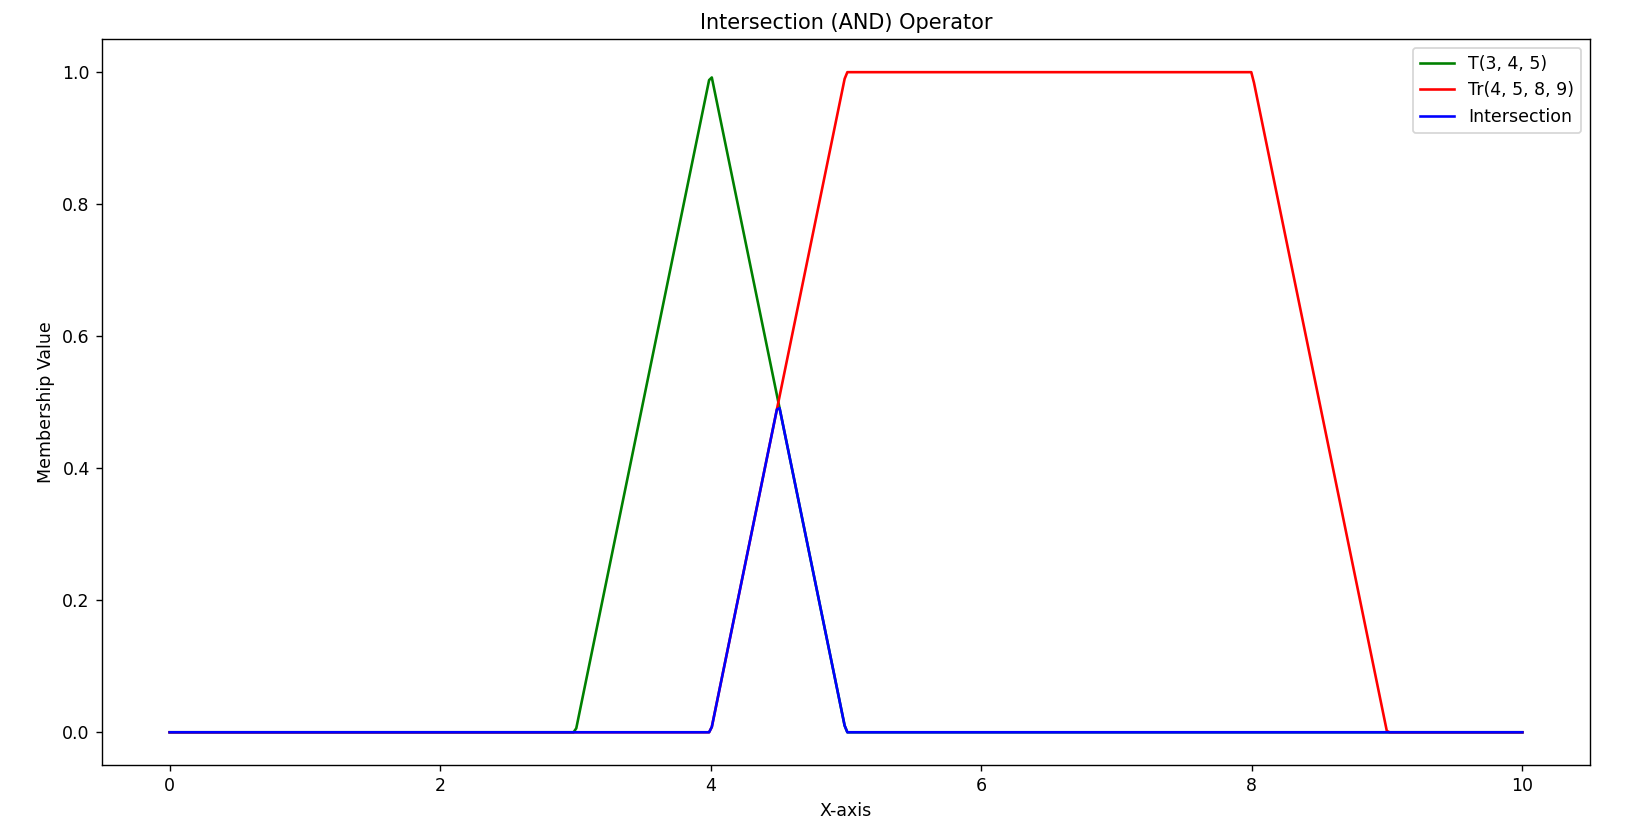 Intersection (AND) Operator
T(3, 4, 5)
Tr(4, 5, 8, 9)
Intersection
Membership Value
1.0
0.8
0.6
0.4
0.2
0.0
0 2 4 6 8 10
X-axis